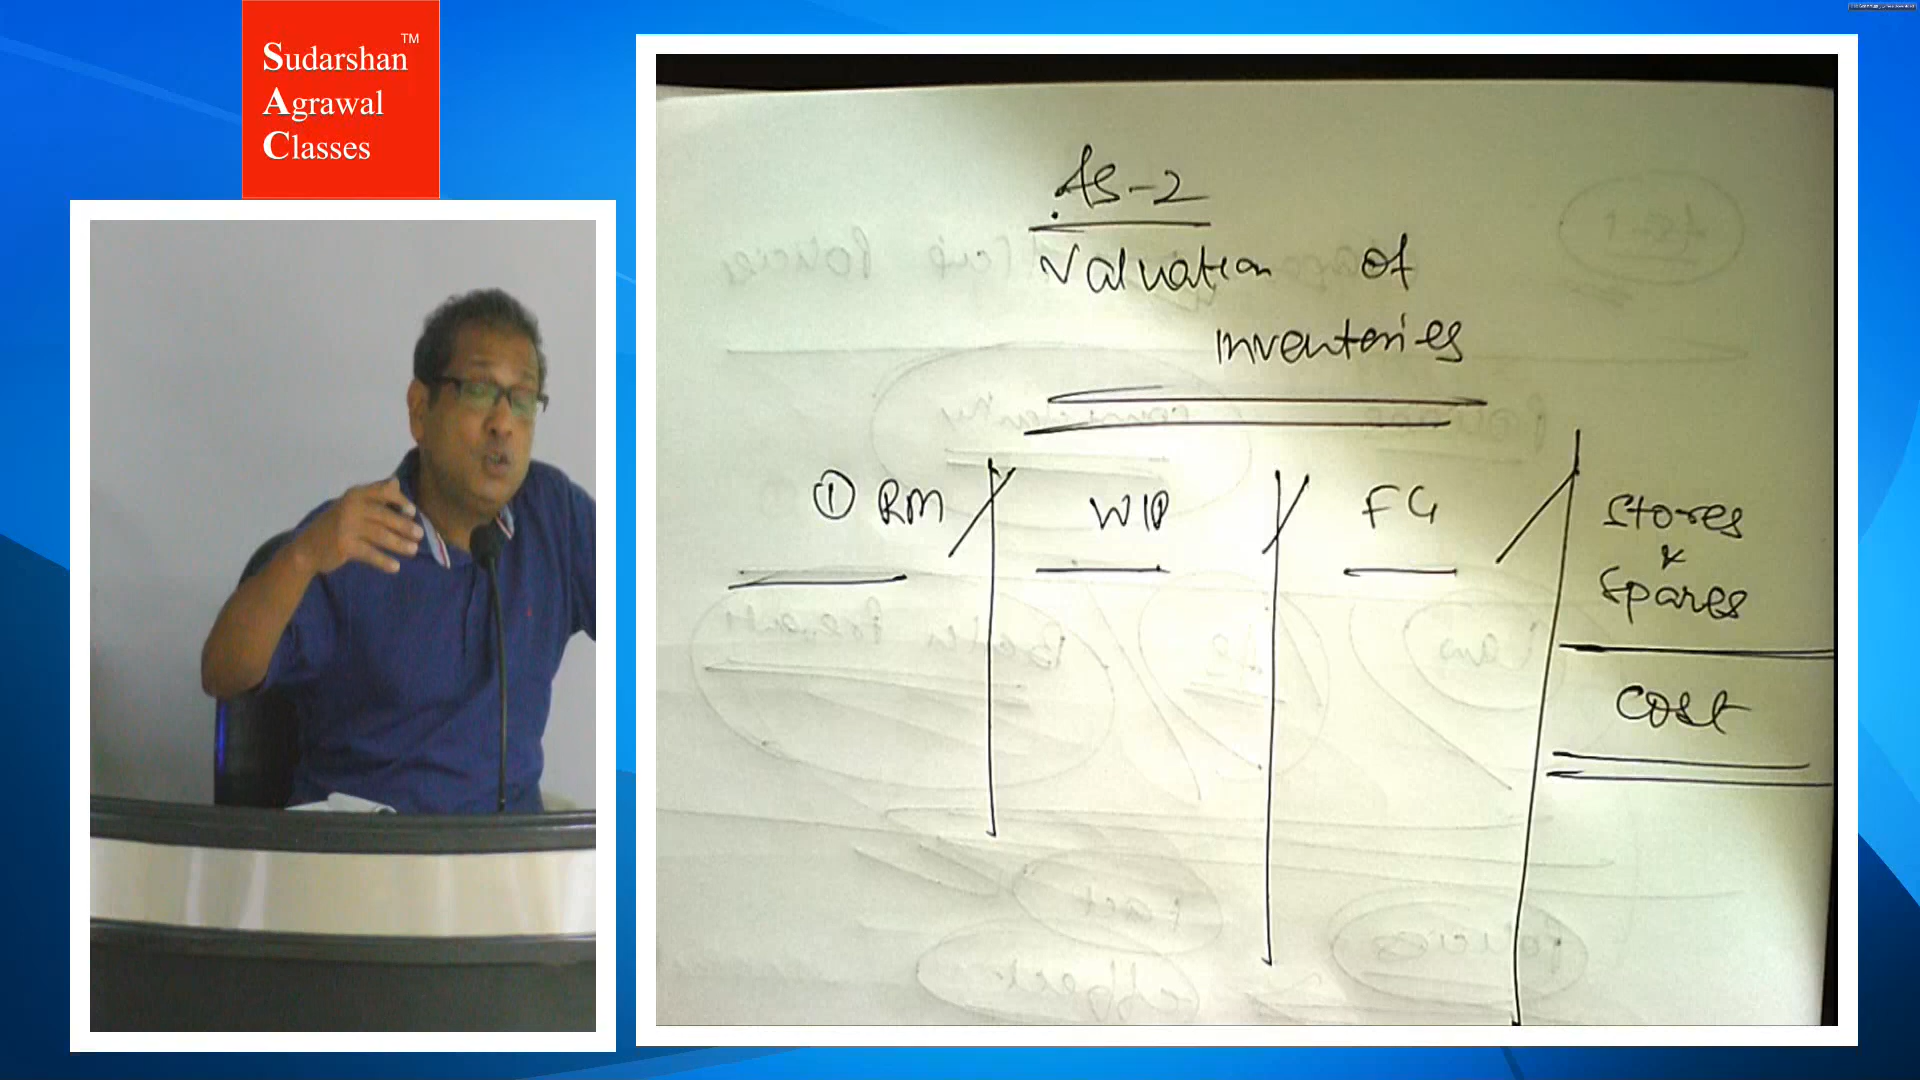 Sudarshan™
Agrawal
Classes
AS-2
Valuation of
inventories
① RM
WIP
FG
Stores
&
Spares
Cost